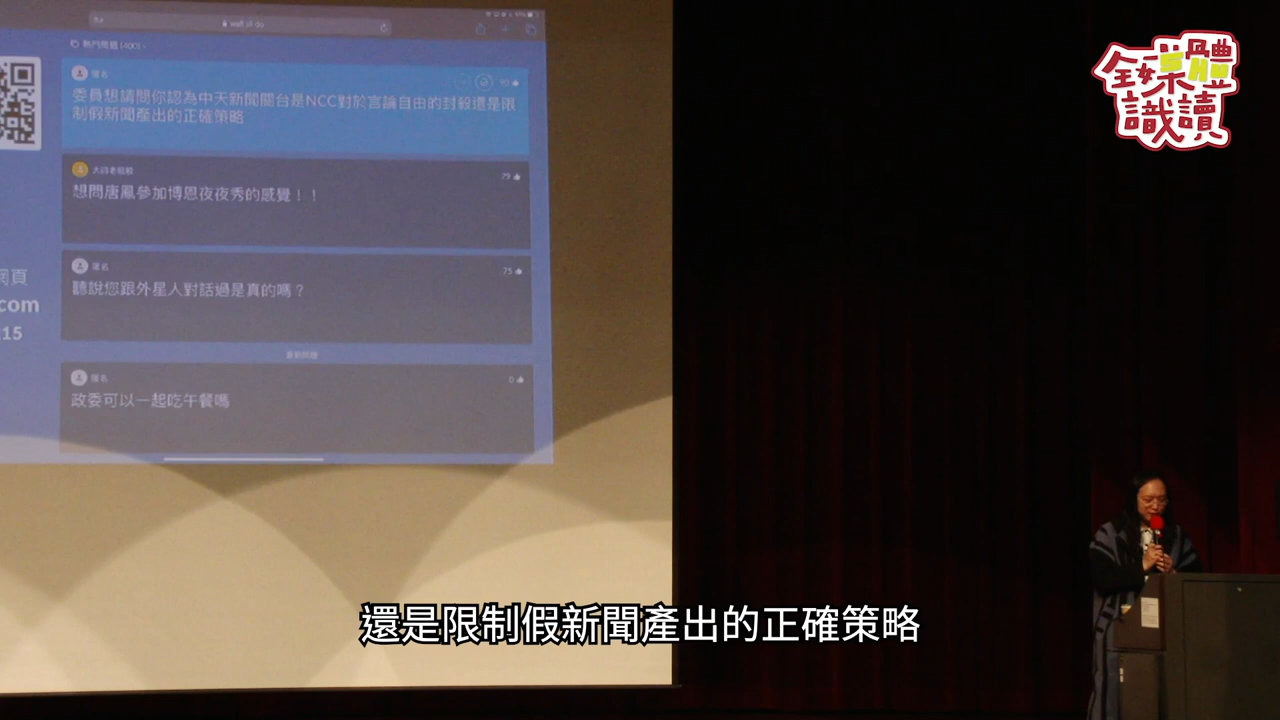 熱門問題 (400)
匿名
90
委員想請問你認為中天新聞關台是NCC對於言論自由的封殺還是限
制假新聞產出的正確策略
79
想問唐鳳參加博恩夜夜秀的感覺！！
匿名
75
聽說您跟外星人對話過是真的嗎？
最新問題
匿名
0
政委可以一起吃午餐嗎
網頁
com
15
全媒體
識讀
還是限制假新聞產出的正確策略